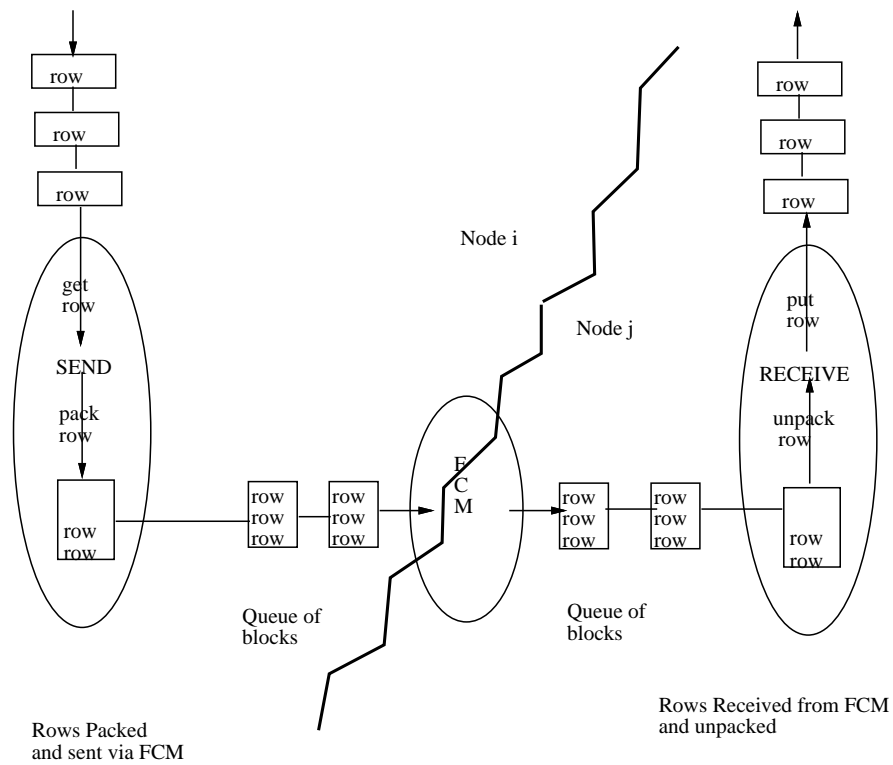 row
row
row
get
row
SEND
pack
row
row
row
row
row
row
row
row
row
Queue of
blocks
Rows Packed
and sent via FCM
Node i
Node j
F
C
M
row
row
row
row
row
row
Queue of
blocks
row
row
row
put
row
RECEIVE
unpack
row
row
row
Rows Received from FCM
and unpacked